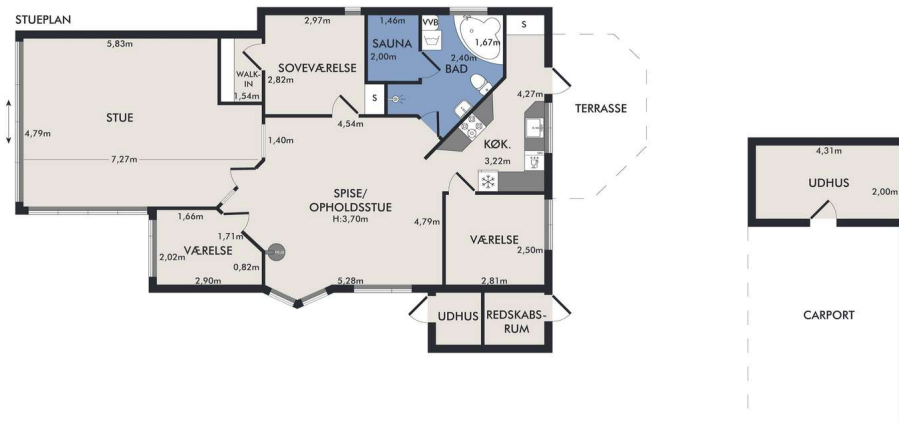 STUEPLAN
5,83m
STUE
4,79m
7,27m
WALK-
IN
1,54m
2,97m
SOVEVÆRELSE
2,82m
S
4,54m
1,46m
SAUNA
2,00m
VVB
1,67m
2,40m
BAD
S
4,27m
TERRASSE
KØK.
3,22m
1,40m
SPISE/
OPHOLDSSTUE
H:3,70m
4,79m
5,28m
1,66m
1,71m
VÆRELSE
2,02m
0,82m
2,90m
VÆRELSE
2,50m
2,81m
UDHUS
REDSKABS-
RUM
4,31m
UDHUS
2,00m
CARPORT